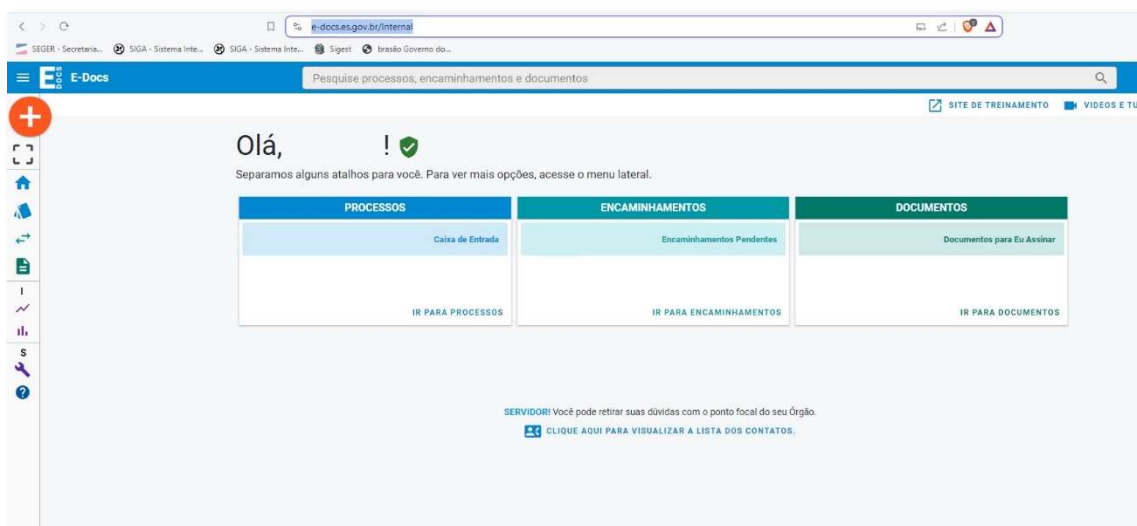 e-docs.es.gov.br/Internal
SEGER - Secretaria... SIGA - Sistema Inte... SIGA - Sistema Inte... Sigest brasão Governo do...
E DOCS E-Docs Pesquise processos, encaminhamentos e documentos
SITE DE TREINAMENTO VIDEOS E TU
Olá, !
Separamos alguns atalhos para você. Para ver mais opções, acesse o menu lateral.
PROCESSOS ENCAMINHAMENTOS DOCUMENTOS
Caixa de Entrada Encaminhamentos Pendentes Documentos para Eu Assinar
I
IR PARA PROCESSOS IR PARA ENCAMINHAMENTOS IR PARA DOCUMENTOS
S
SERVIDOR! Você pode retirar suas dúvidas com o ponto focal do seu Órgão.
CLIQUE AQUI PARA VISUALIZAR A LISTA DOS CONTATOS.